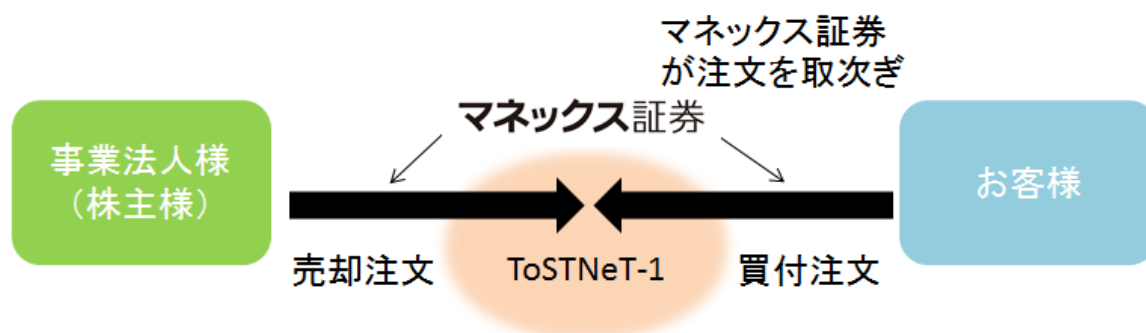 マネックス証券
が注文を取次ぎ
マネックス証券
事業法人様
（株主様）
お客様
売却注文
ToSTNeT-1
買付注文